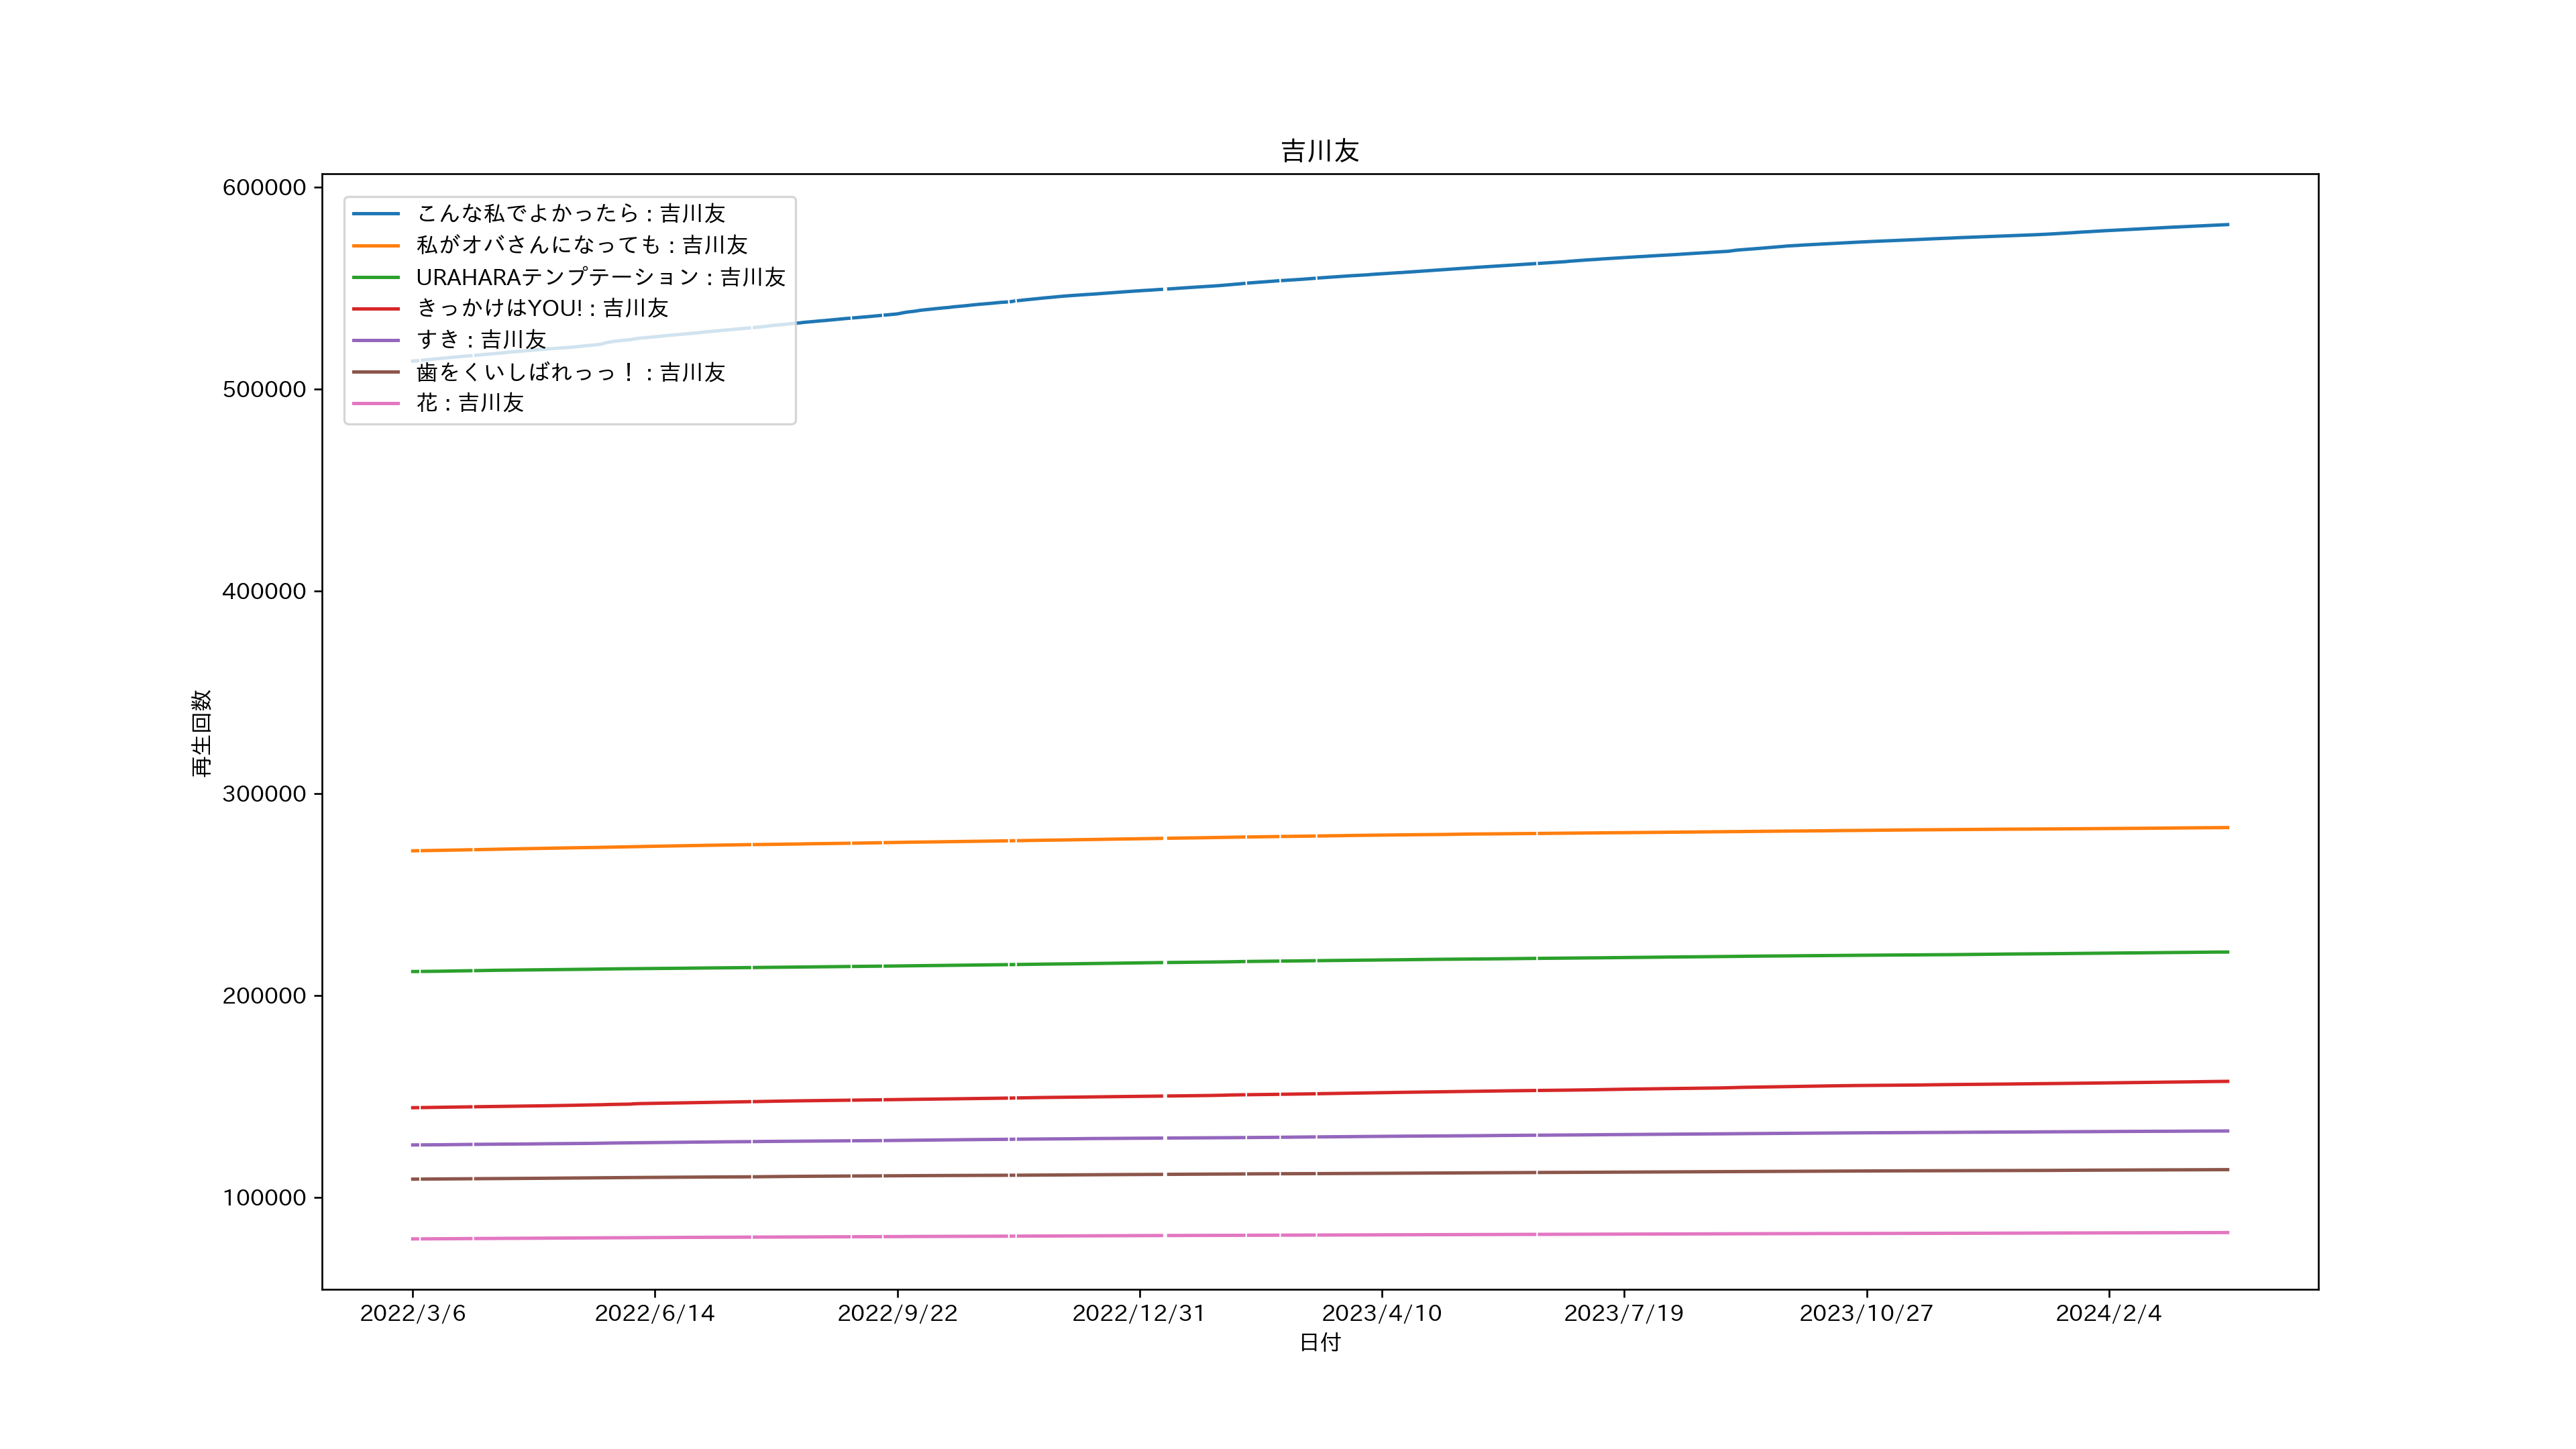 吉川友
600000
500000
400000
300000
200000
100000
再生回数
こんな私でよかったら : 吉川友
私がオバさんになっても : 吉川友
URAHARAテンプテーション : 吉川友
きっかけはYOU! : 吉川友
すき : 吉川友
歯をくいしばれっっ！ : 吉川友
花 : 吉川友
2022/3/6 2022/6/14 2022/9/22 2022/12/31 2023/4/10 2023/7/19 2023/10/27 2024/2/4
日付